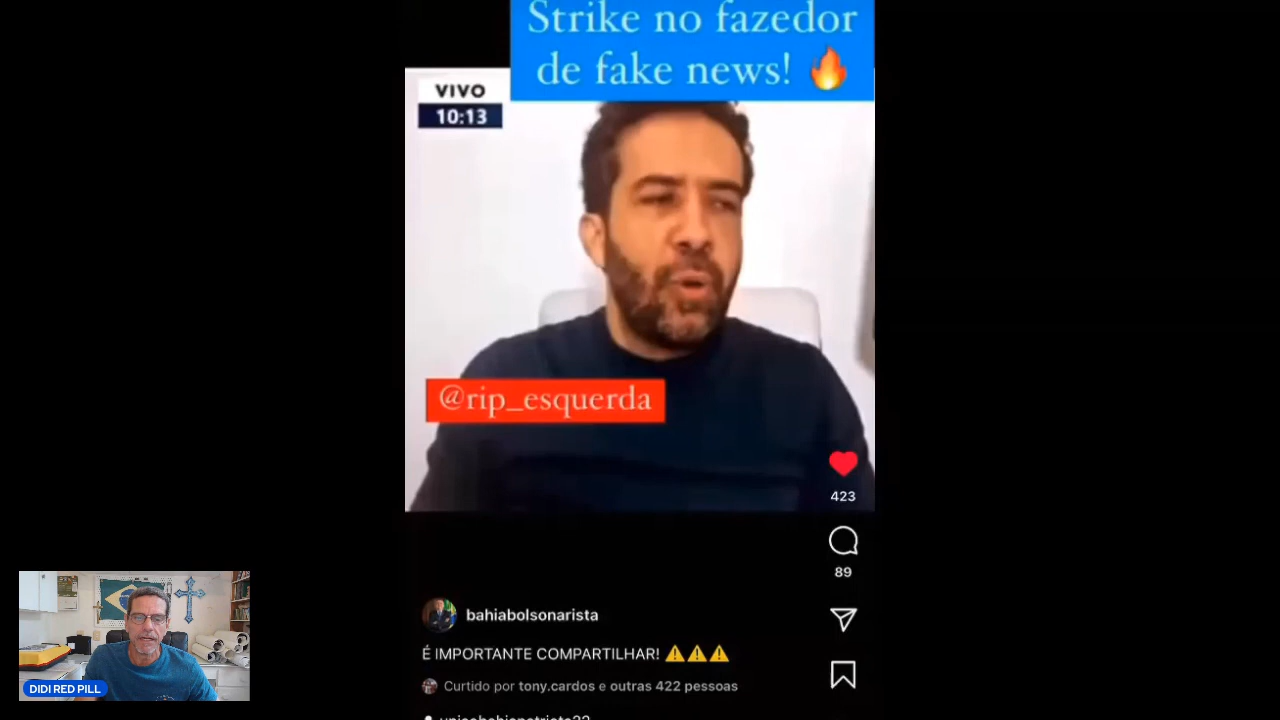 Strike no fazedor
de fake news! 🔥
VIVO
10:13
@rip_esquerda
423
89
bahiabolsonarista
É IMPORTANTE COMPARTILHAR! ⚠️⚠️⚠️
Curtido por tony.cardos e outras 422 pessoas
DIDI RED PILL